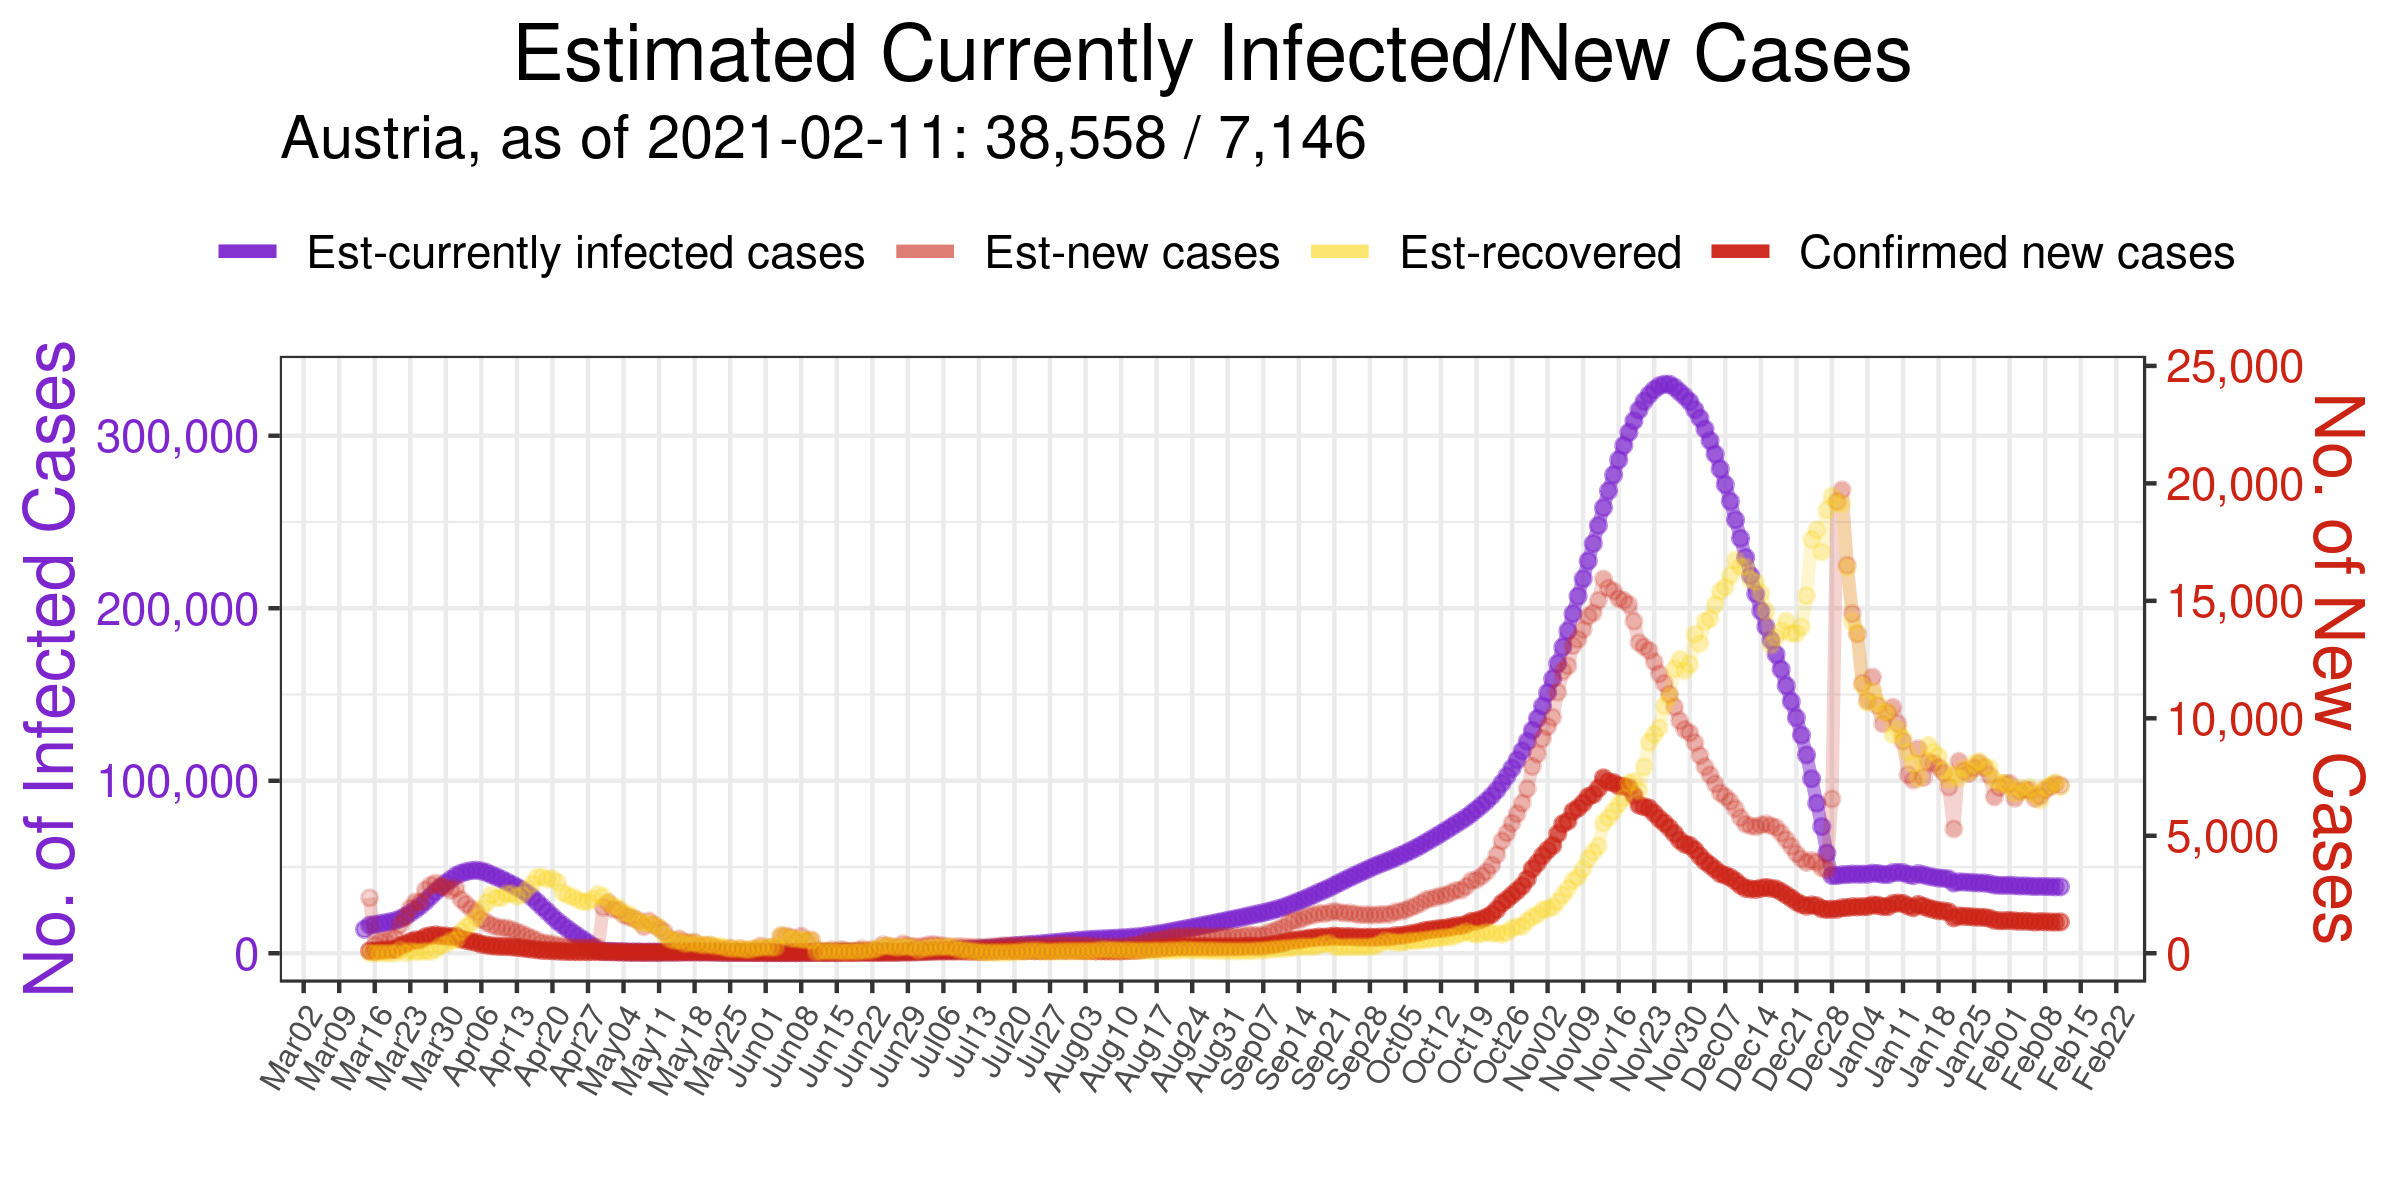 Estimated Currently Infected/New Cases
Austria, as of 2021-02-11: 38,558 / 7,146
Est-currently infected cases Est-new cases Est-recovered Confirmed new cases
No. of Infected Cases
300,000
200,000
100,000
0
25,000
20,000
15,000
10,000
5,000
0
No. of New Cases
Mar02 Mar09 Mar16 Mar23 Mar30 Apr06 Apr13 Apr20 Apr27 May04 May11 May18 May25 Jun01 Jun08 Jun15 Jun22 Jun29 Jul06 Jul13 Jul20 Jul27 Aug03 Aug10 Aug17 Aug24 Aug31 Sep07 Sep14 Sep21 Sep28 Oct05 Oct12 Oct19 Oct26 Nov02 Nov09 Nov16 Nov23 Nov30 Dec07 Dec14 Dec21 Dec28 Jan04 Jan11 Jan18 Jan25 Feb01 Feb08 Feb15 Feb22